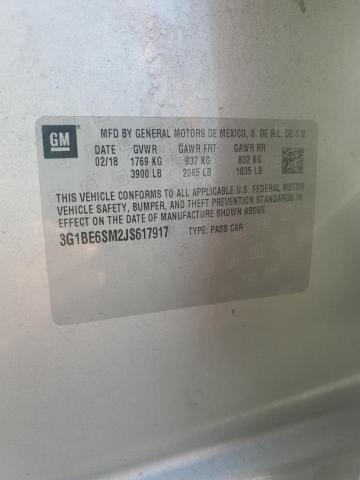 GM
MFD BY GENERAL MOTORS DE MEXICO, S. DE R.L. DE C.V.
DATE GVWR GAWR FRT GAWR RR
02/18 1769 KG 937 KG 832 KG
3900 LB 2065 LB 1835 LB
THIS VEHICLE CONFORMS TO ALL APPLICABLE U.S. FEDERAL MOTOR
VEHICLE SAFETY, BUMPER, AND THEFT PREVENTION STANDARDS IN
EFFECT ON THE DATE OF MANUFACTURE SHOWN ABOVE.
3G1BE6SM2JS617917 TYPE: PASS CAR